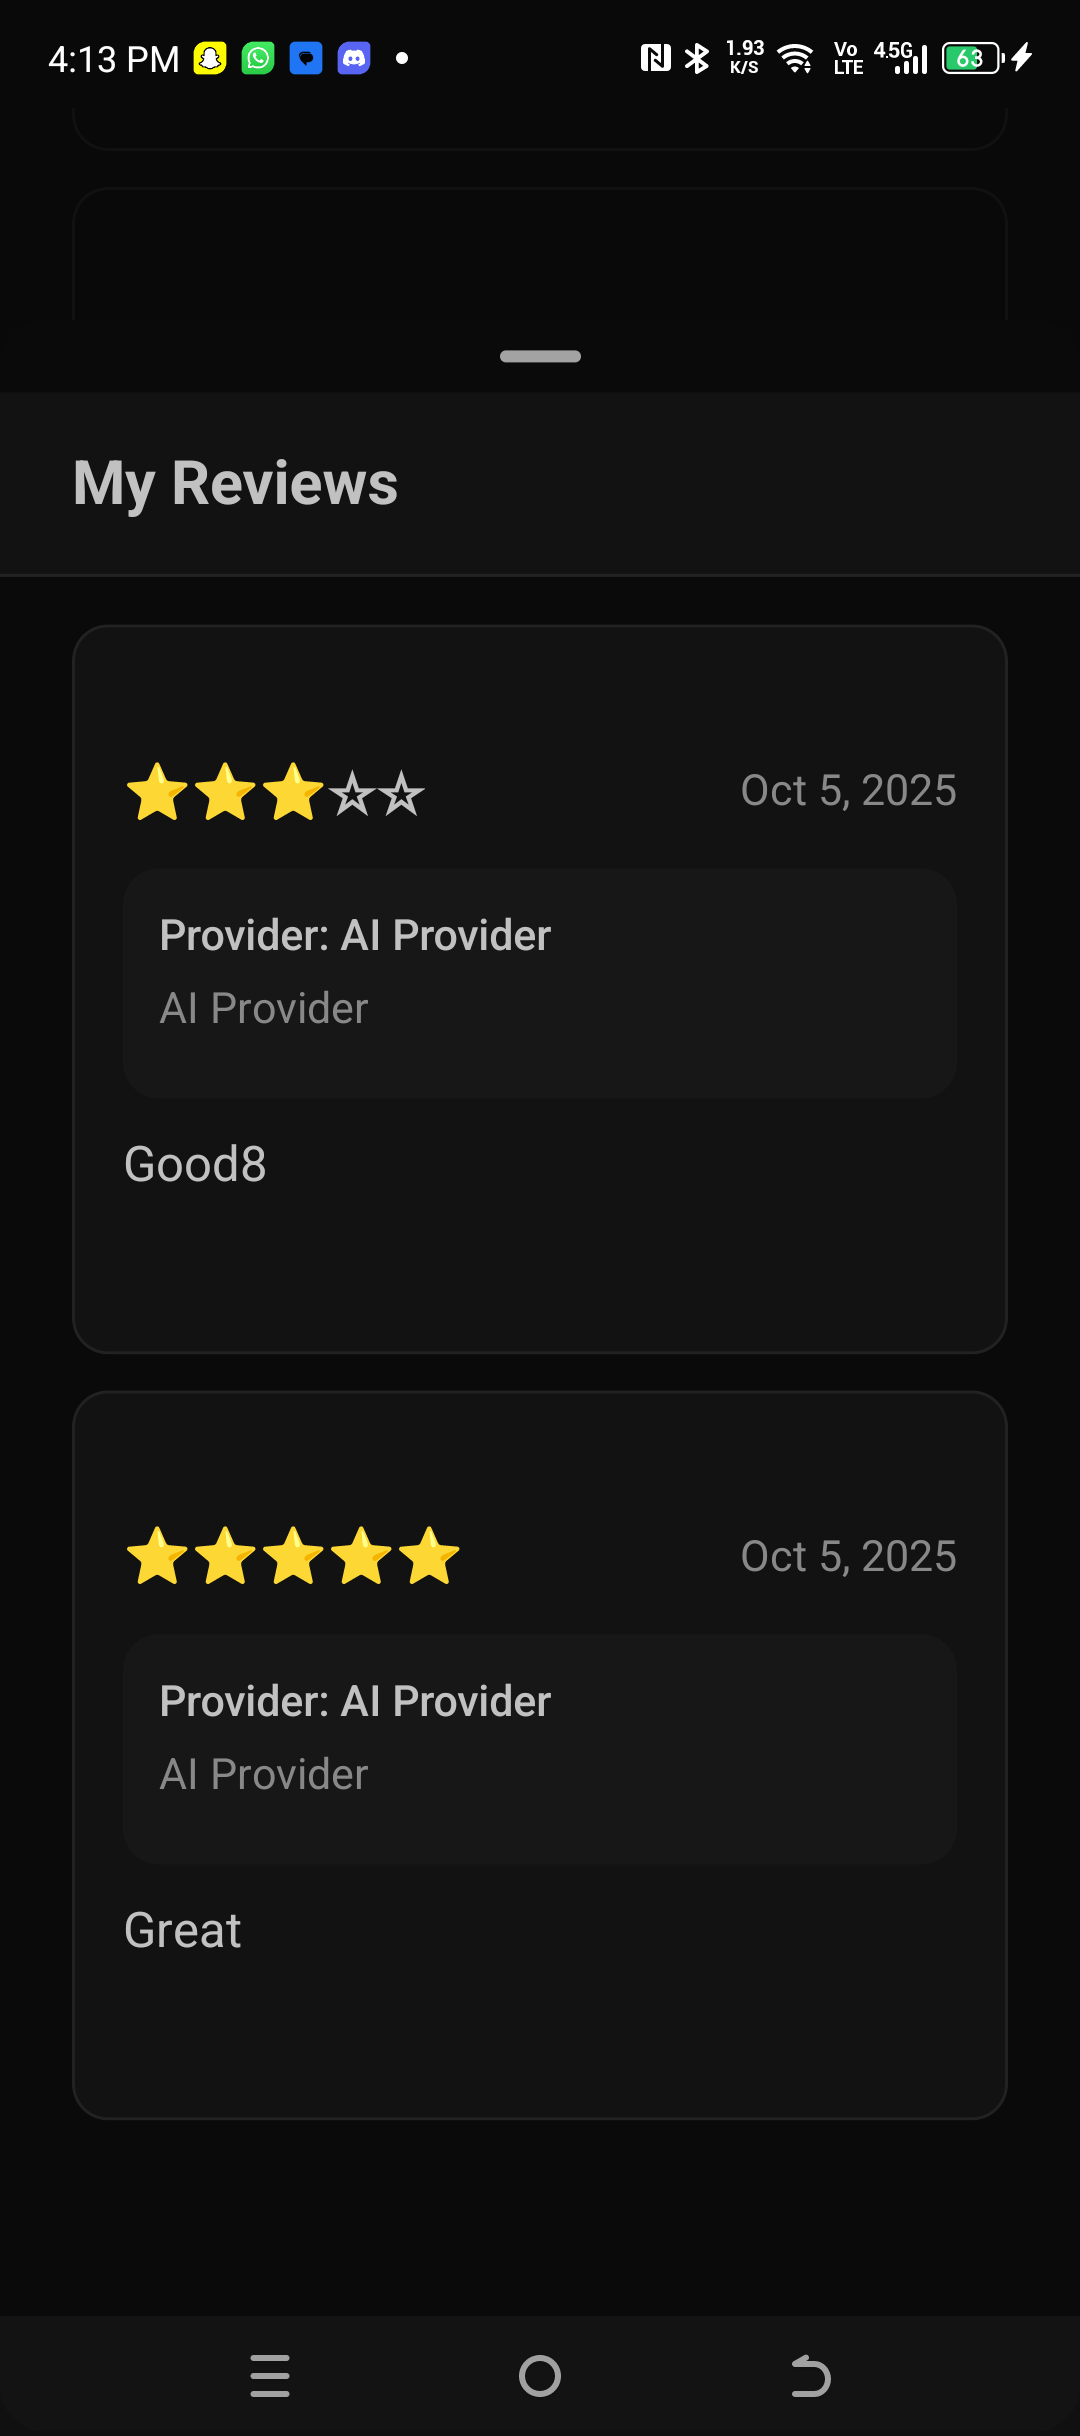 4:13 PM
1.93 K/S
Vo LTE
4.5G
63
My Reviews
⭐⭐⭐☆☆ Oct 5, 2025
Provider: AI Provider
AI Provider
Good8
⭐⭐⭐⭐⭐ Oct 5, 2025
Provider: AI Provider
AI Provider
Great